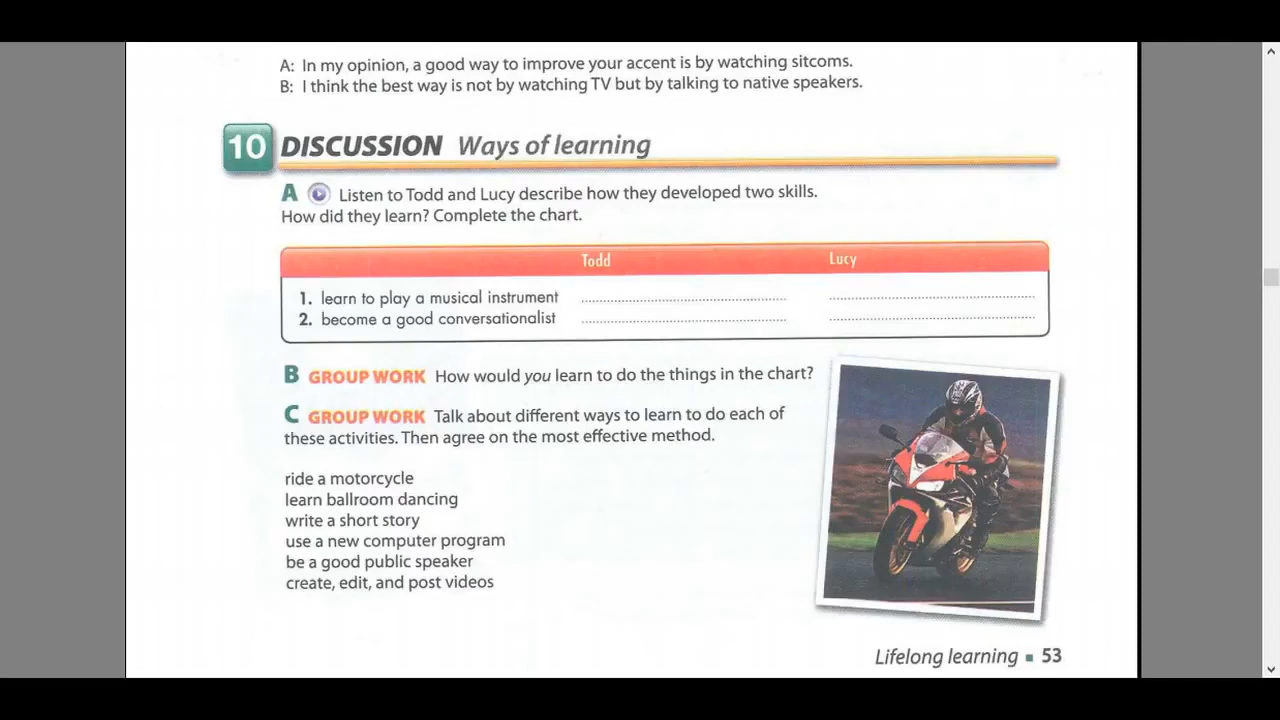 A: In my opinion, a good way to improve your accent is by watching sitcoms.
B: I think the best way is not by watching TV but by talking to native speakers.
10 DISCUSSION Ways of learning
A Listen to Todd and Lucy describe how they developed two skills.
How did they learn? Complete the chart.
Todd Lucy
1. learn to play a musical instrument
2. become a good conversationalist
B GROUP WORK How would you learn to do the things in the chart?
C GROUP WORK Talk about different ways to learn to do each of
these activities. Then agree on the most effective method.
ride a motorcycle
learn ballroom dancing
write a short story
use a new computer program
be a good public speaker
create, edit, and post videos
Lifelong learning ▪ 53